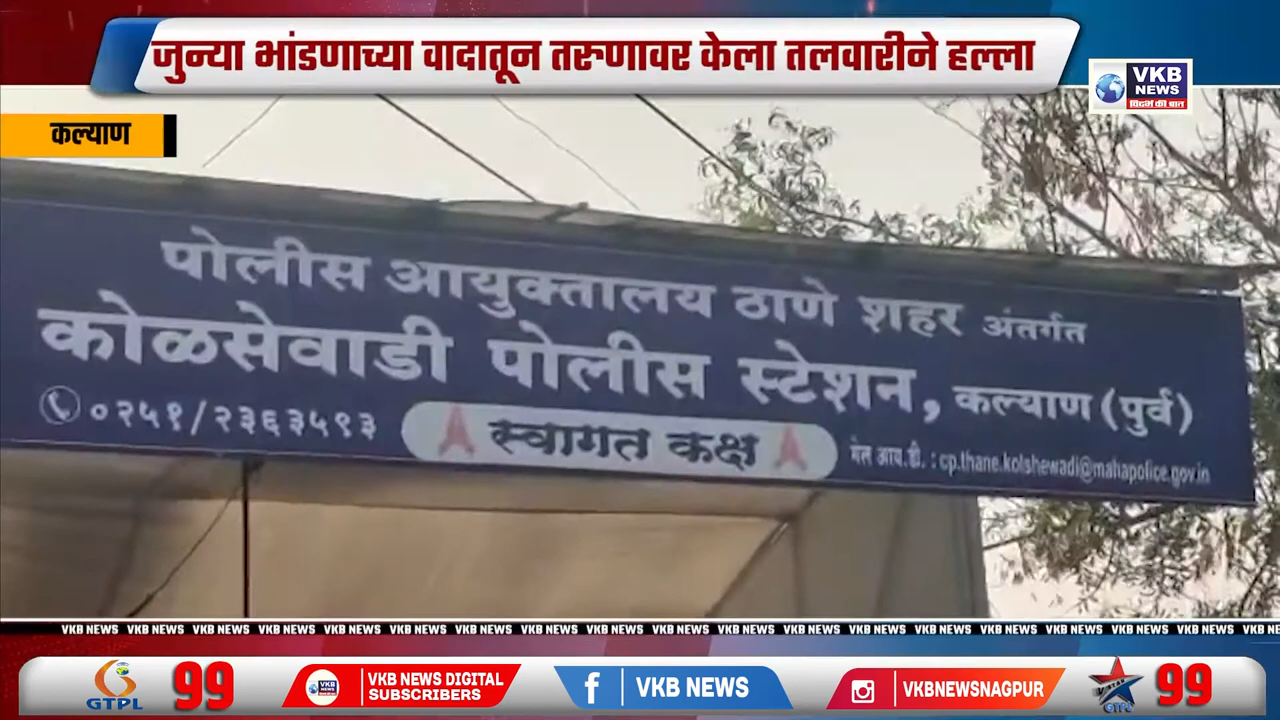 जुन्या भांडणाच्या वादातून तरुणावर केला तलवारीने हल्ला
VKB
NEWS
विदर्भ की बात
कल्याण
पोलीस आयुक्तालय ठाणे शहर अंतर्गत
कोळसेवाडी पोलीस स्टेशन, कल्याण (पुर्व)
०२५१/२३६३५९३
स्वागत कक्ष
मेल आय.डी. : cp.thane.kolshewadi@mahapolice.gov.in
VKB NEWS VKB NEWS VKB NEWS VKB NEWS VKB NEWS VKB NEWS VKB NEWS VKB NEWS VKB NEWS VKB NEWS VKB NEWS VKB NEWS VKB NEWS VKB NEWS VKB NEWS VKB NEWS VKB NEWS VKB NEWS VKB NE
GTPL 99
VKB NEWS
VKB NEWS DIGITAL
SUBSCRIBERS
VKB NEWS
VKBNEWSNAGPUR
V STAR
GTPL
99